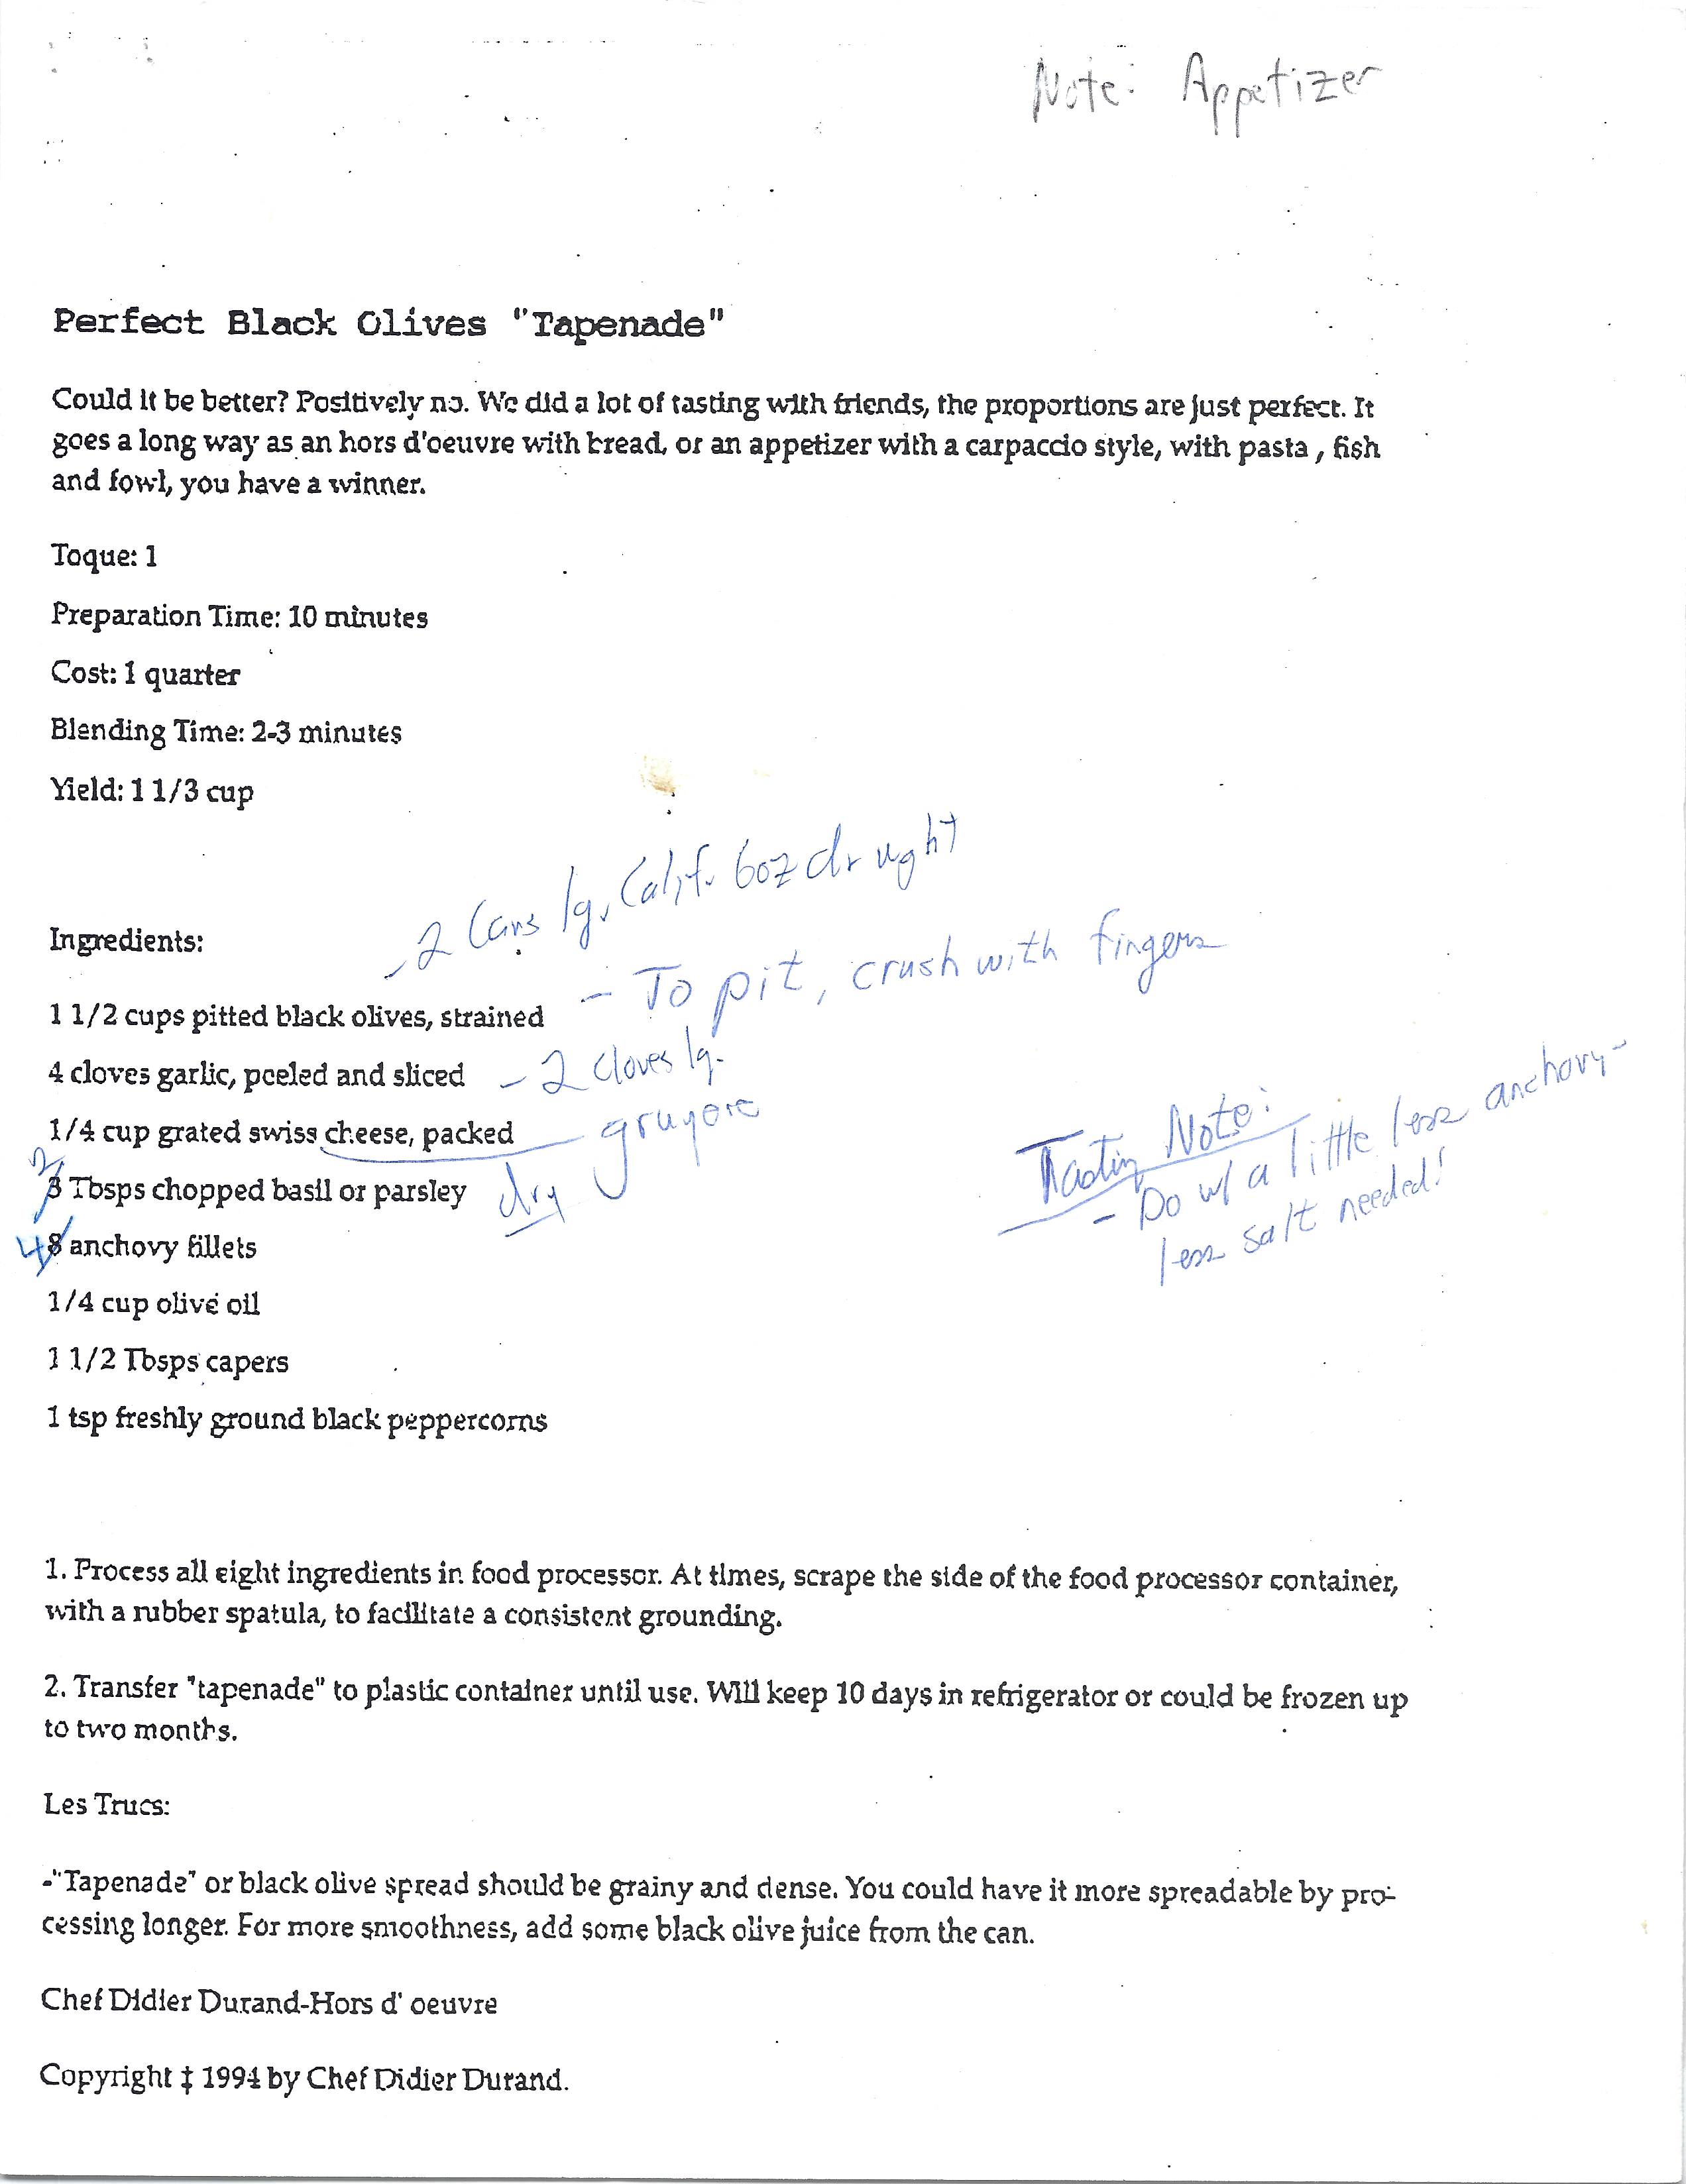 Note: Appetizer
Perfect Black Olives "Tapenade"
Could it be better? Positively no. We did a lot of tasting with friends, the proportions are just perfect. It
goes a long way as an hors d'oeuvre with bread, or an appetizer with a carpaccio style, with pasta , fish
and fowl, you have a winner.
Toque: 1
Preparation Time: 10 minutes
Cost: 1 quarter
Blending Time: 2-3 minutes
Yield: 1 1/3 cup
- 2 Cans lg. Calif. 6oz dr wght
Ingredients:
- To pit, crush with fingers
1 1/2 cups pitted black olives, strained
4 cloves garlic, peeled and sliced - 2 cloves lg.
1/4 cup grated swiss cheese, packed gruyere
2 3 Tbsps chopped basil or parsley dry
4 8 anchovy fillets
1/4 cup olive oil
1 1/2 Tbsps capers
1 tsp freshly ground black peppercorns
Tasting Note:
- Do w/ a little less anchovy-
less salt needed!
1. Process all eight ingredients in food processor. At times, scrape the side of the food processor container,
with a rubber spatula, to facilitate a consistent grounding.
2. Transfer "tapenade" to plastic container until use. Will keep 10 days in refrigerator or could be frozen up
to two months.
Les Trucs:
-"Tapenade" or black olive spread should be grainy and dense. You could have it more spreadable by pro-
cessing longer. For more smoothness, add some black olive juice from the can.
Chef Didier Durand-Hors d' oeuvre
Copyright ‡ 1994 by Chef Didier Durand.